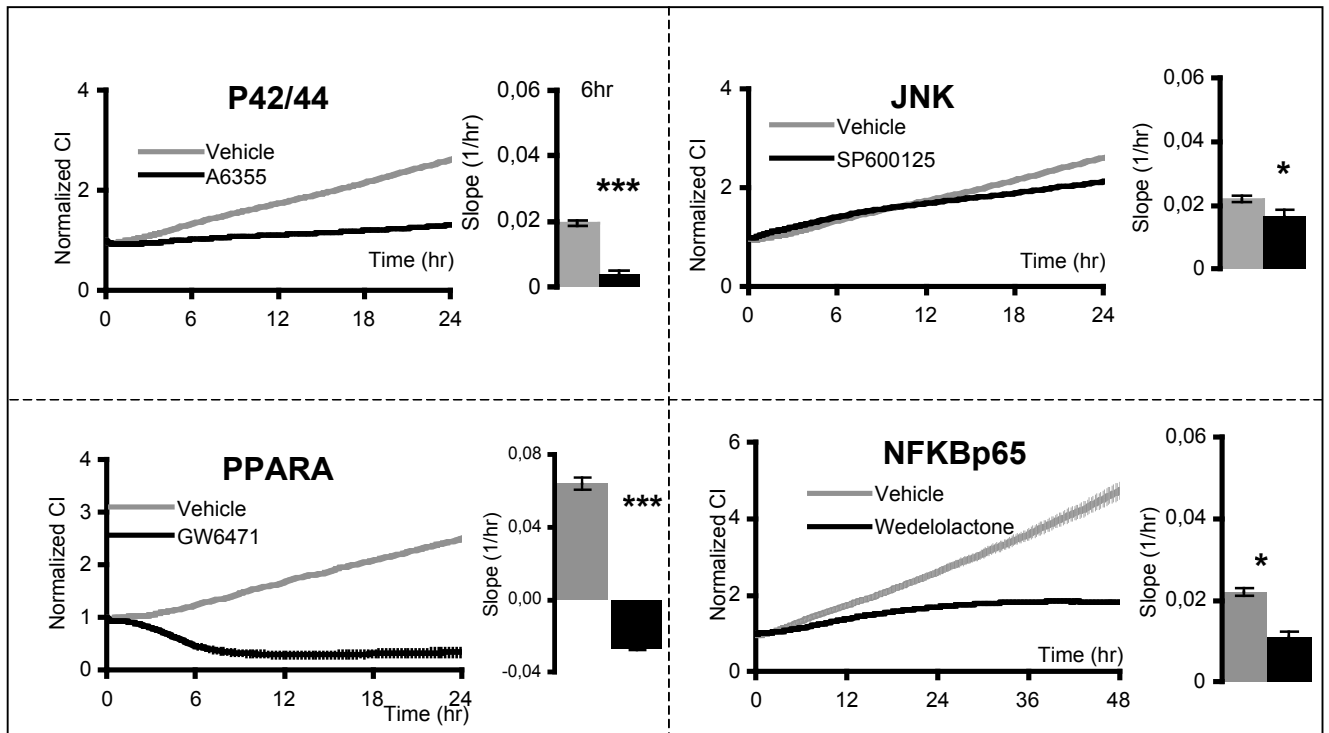 P42/44
Normalized CI
4
2
0
Vehicle
A6355
Time (hr)
0 6 12 18 24
6hr
Slope (1/hr)
0,06
0,04
0,02
0
***
JNK
Normalized CI
4
2
0
Vehicle
SP600125
Time (hr)
0 6 12 18 24
Slope (1/hr)
0,06
0,04
0,02
0
*
PPARA
Normalized CI
4
3
2
1
0
Vehicle
GW6471
0 6 12 18 24
Time (hr)
Slope (1/hr)
0,08
0,04
0,00
-0,04
***
NFKBp65
Normalized CI
6
4
2
0
Vehicle
Wedelolactone
Time (hr)
0 12 24 36 48
Slope (1/hr)
0,06
0,04
0,02
0
*